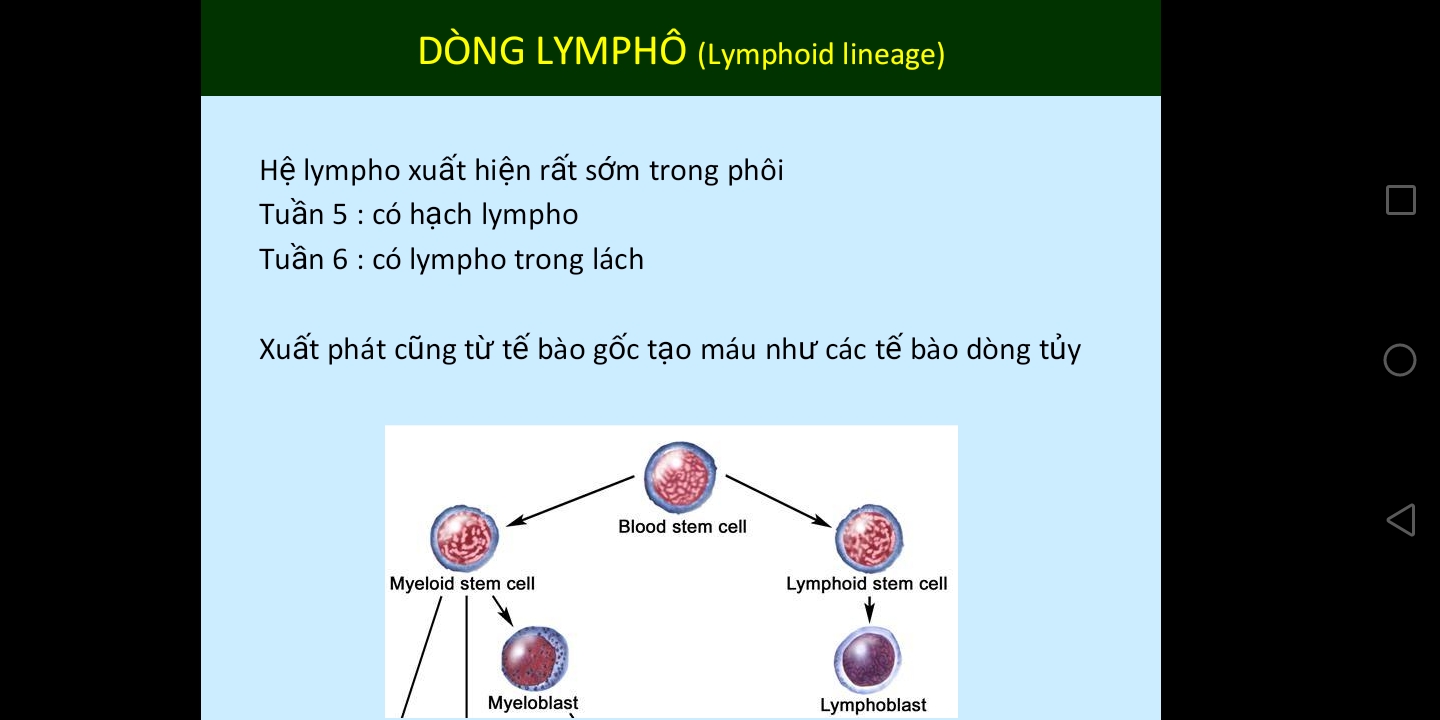 DÒNG LYMPHÔ (Lymphoid lineage)
Hệ lympho xuất hiện rất sớm trong phôi
Tuần 5 : có hạch lympho
Tuần 6 : có lympho trong lách
Xuất phát cũng từ tế bào gốc tạo máu như các tế bào dòng tủy
Blood stem cell
Myeloid stem cell
Lymphoid stem cell
Myeloblast
Lymphoblast